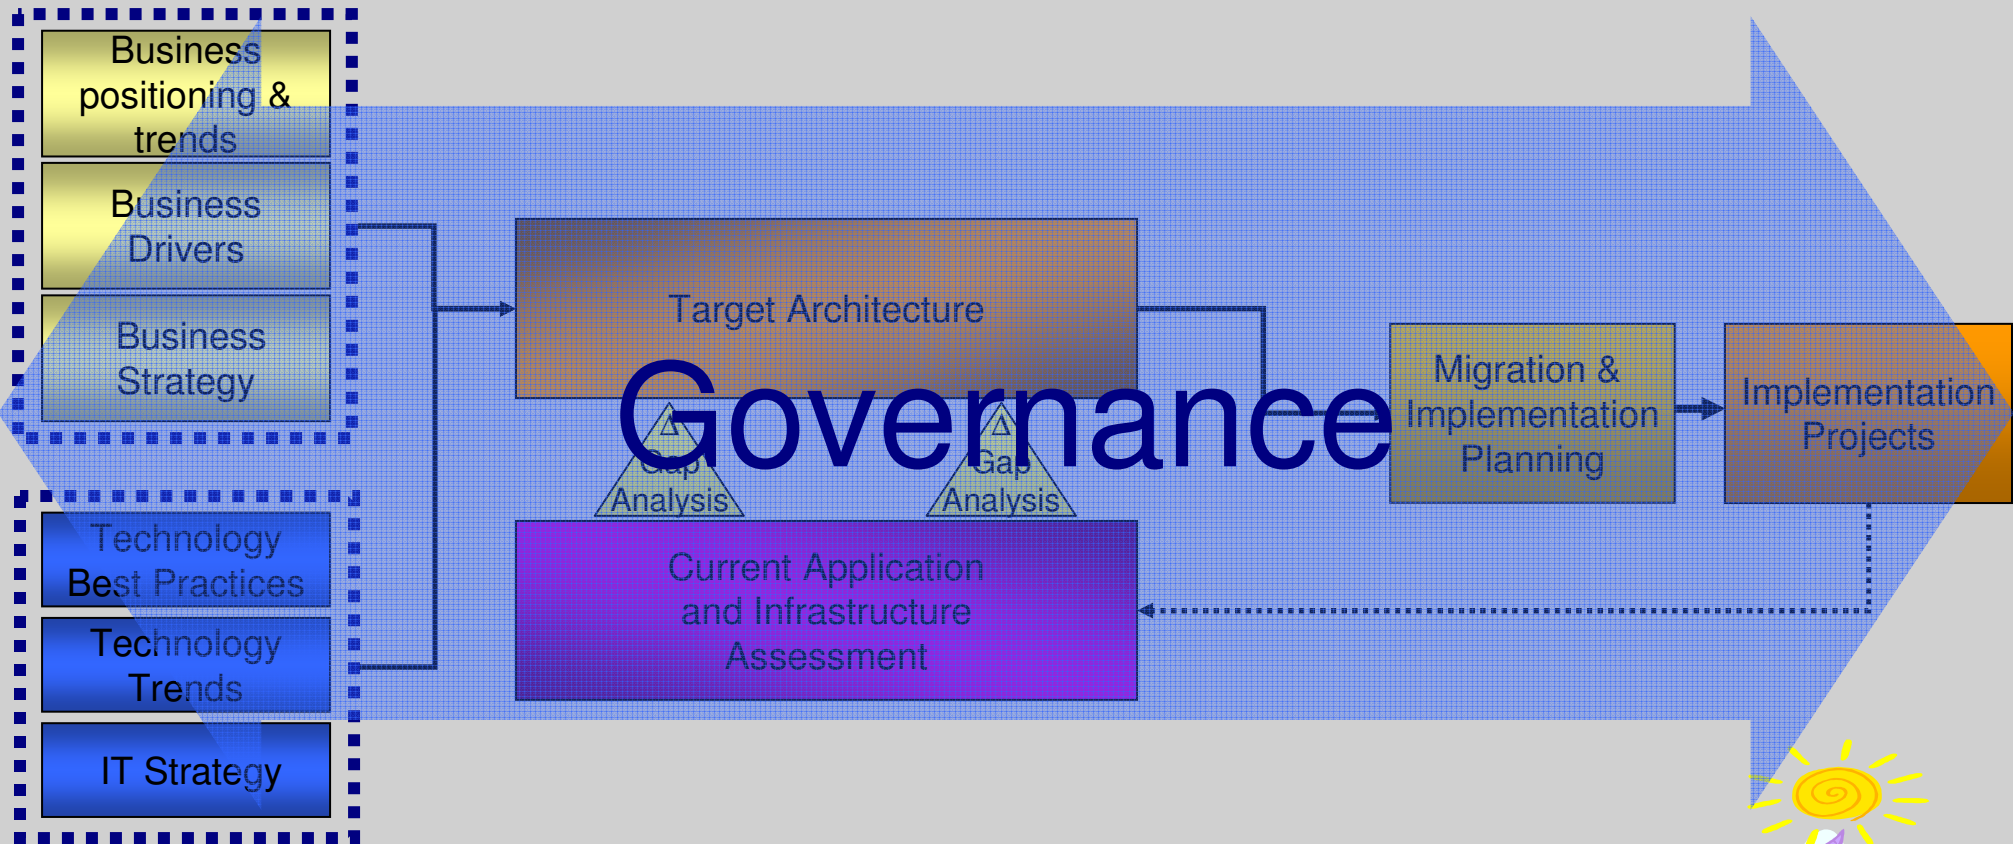 Business
positioning &
trends
Business
Drivers
Business
Strategy
Technology
Best Practices
Technology
Trends
IT Strategy
Target Architecture
Governance
Δ
Gap
Analysis
Δ
Gap
Analysis
Current Application
and Infrastructure
Assessment
Migration &
Implementation
Planning
Implementation
Projects